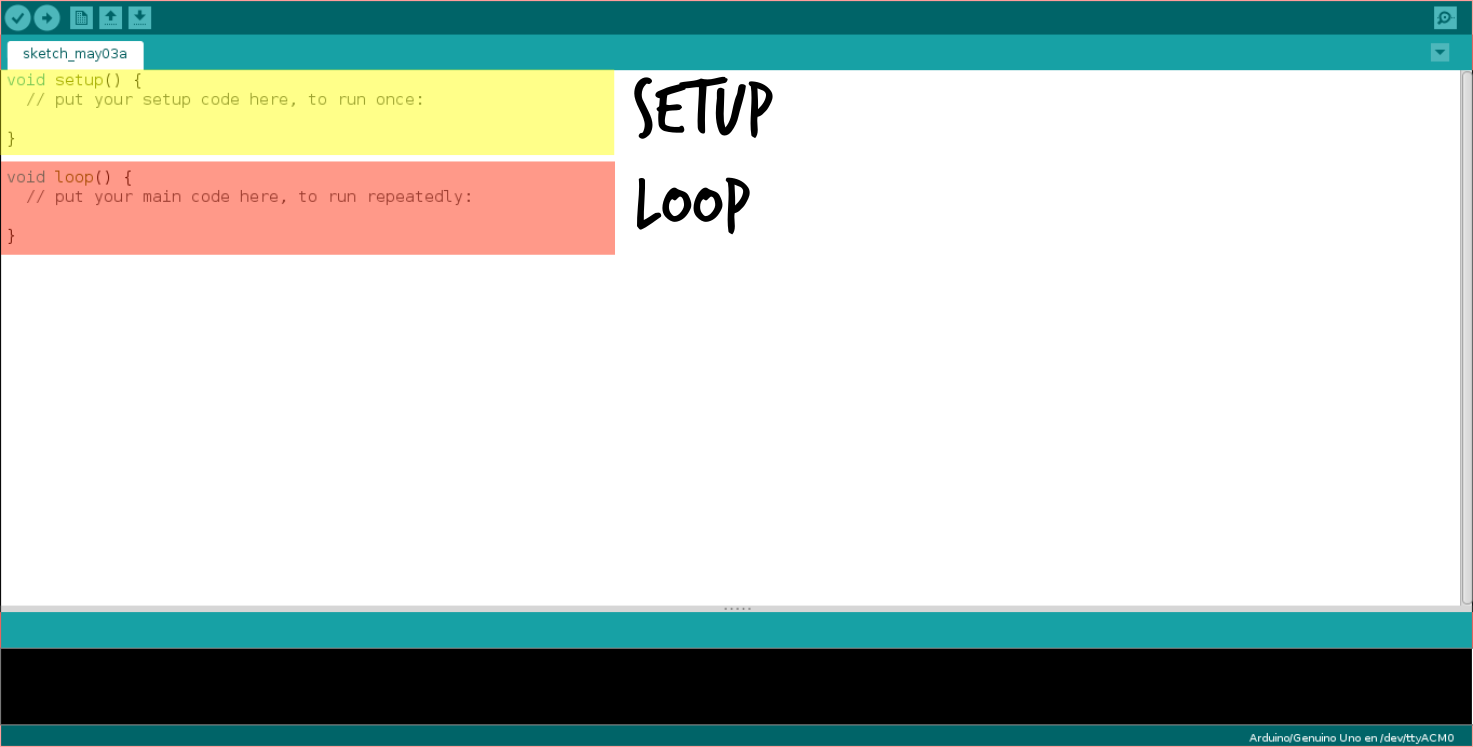 sketch_may03a
void setup() {
  // put your setup code here, to run once:
}
SETUP
void loop() {
  // put your main code here, to run repeatedly:
}
LOOP
Arduino/Genuino Uno en /dev/ttyACM0